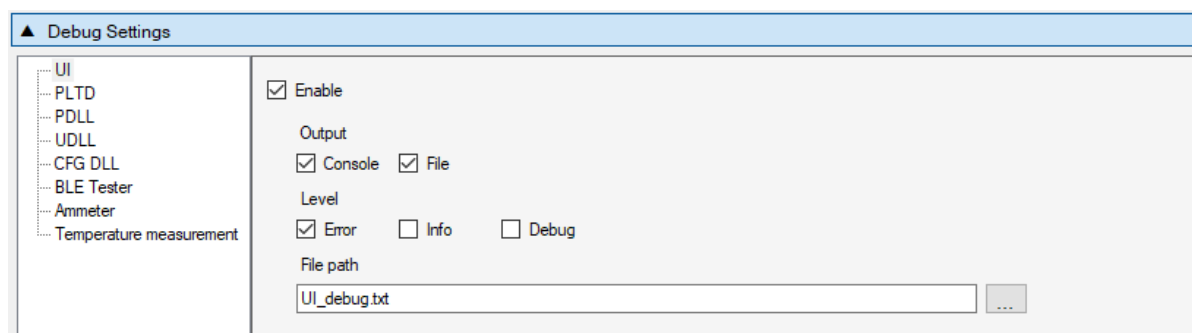 ▲ Debug Settings
UI
PLTD
PDLL
UDLL
CFG DLL
BLE Tester
Ammeter
Temperature measurement
Enable
Output
Console File
Level
Error Info Debug
File path
UI_debug.txt
...